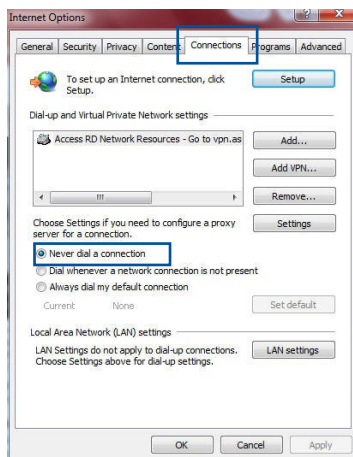 Internet Options
General Security Privacy Content Connections Programs Advanced
To set up an Internet connection, click
Setup.
Setup
Dial-up and Virtual Private Network settings
Access RD Network Resources - Go to vpn.as
Add...
Add VPN...
Remove...
Choose Settings if you need to configure a proxy
server for a connection.
Settings
Never dial a connection
Dial whenever a network connection is not present
Always dial my default connection
Current None
Set default
Local Area Network (LAN) settings
LAN Settings do not apply to dial-up connections.
Choose Settings above for dial-up settings.
LAN settings
OK Cancel Apply